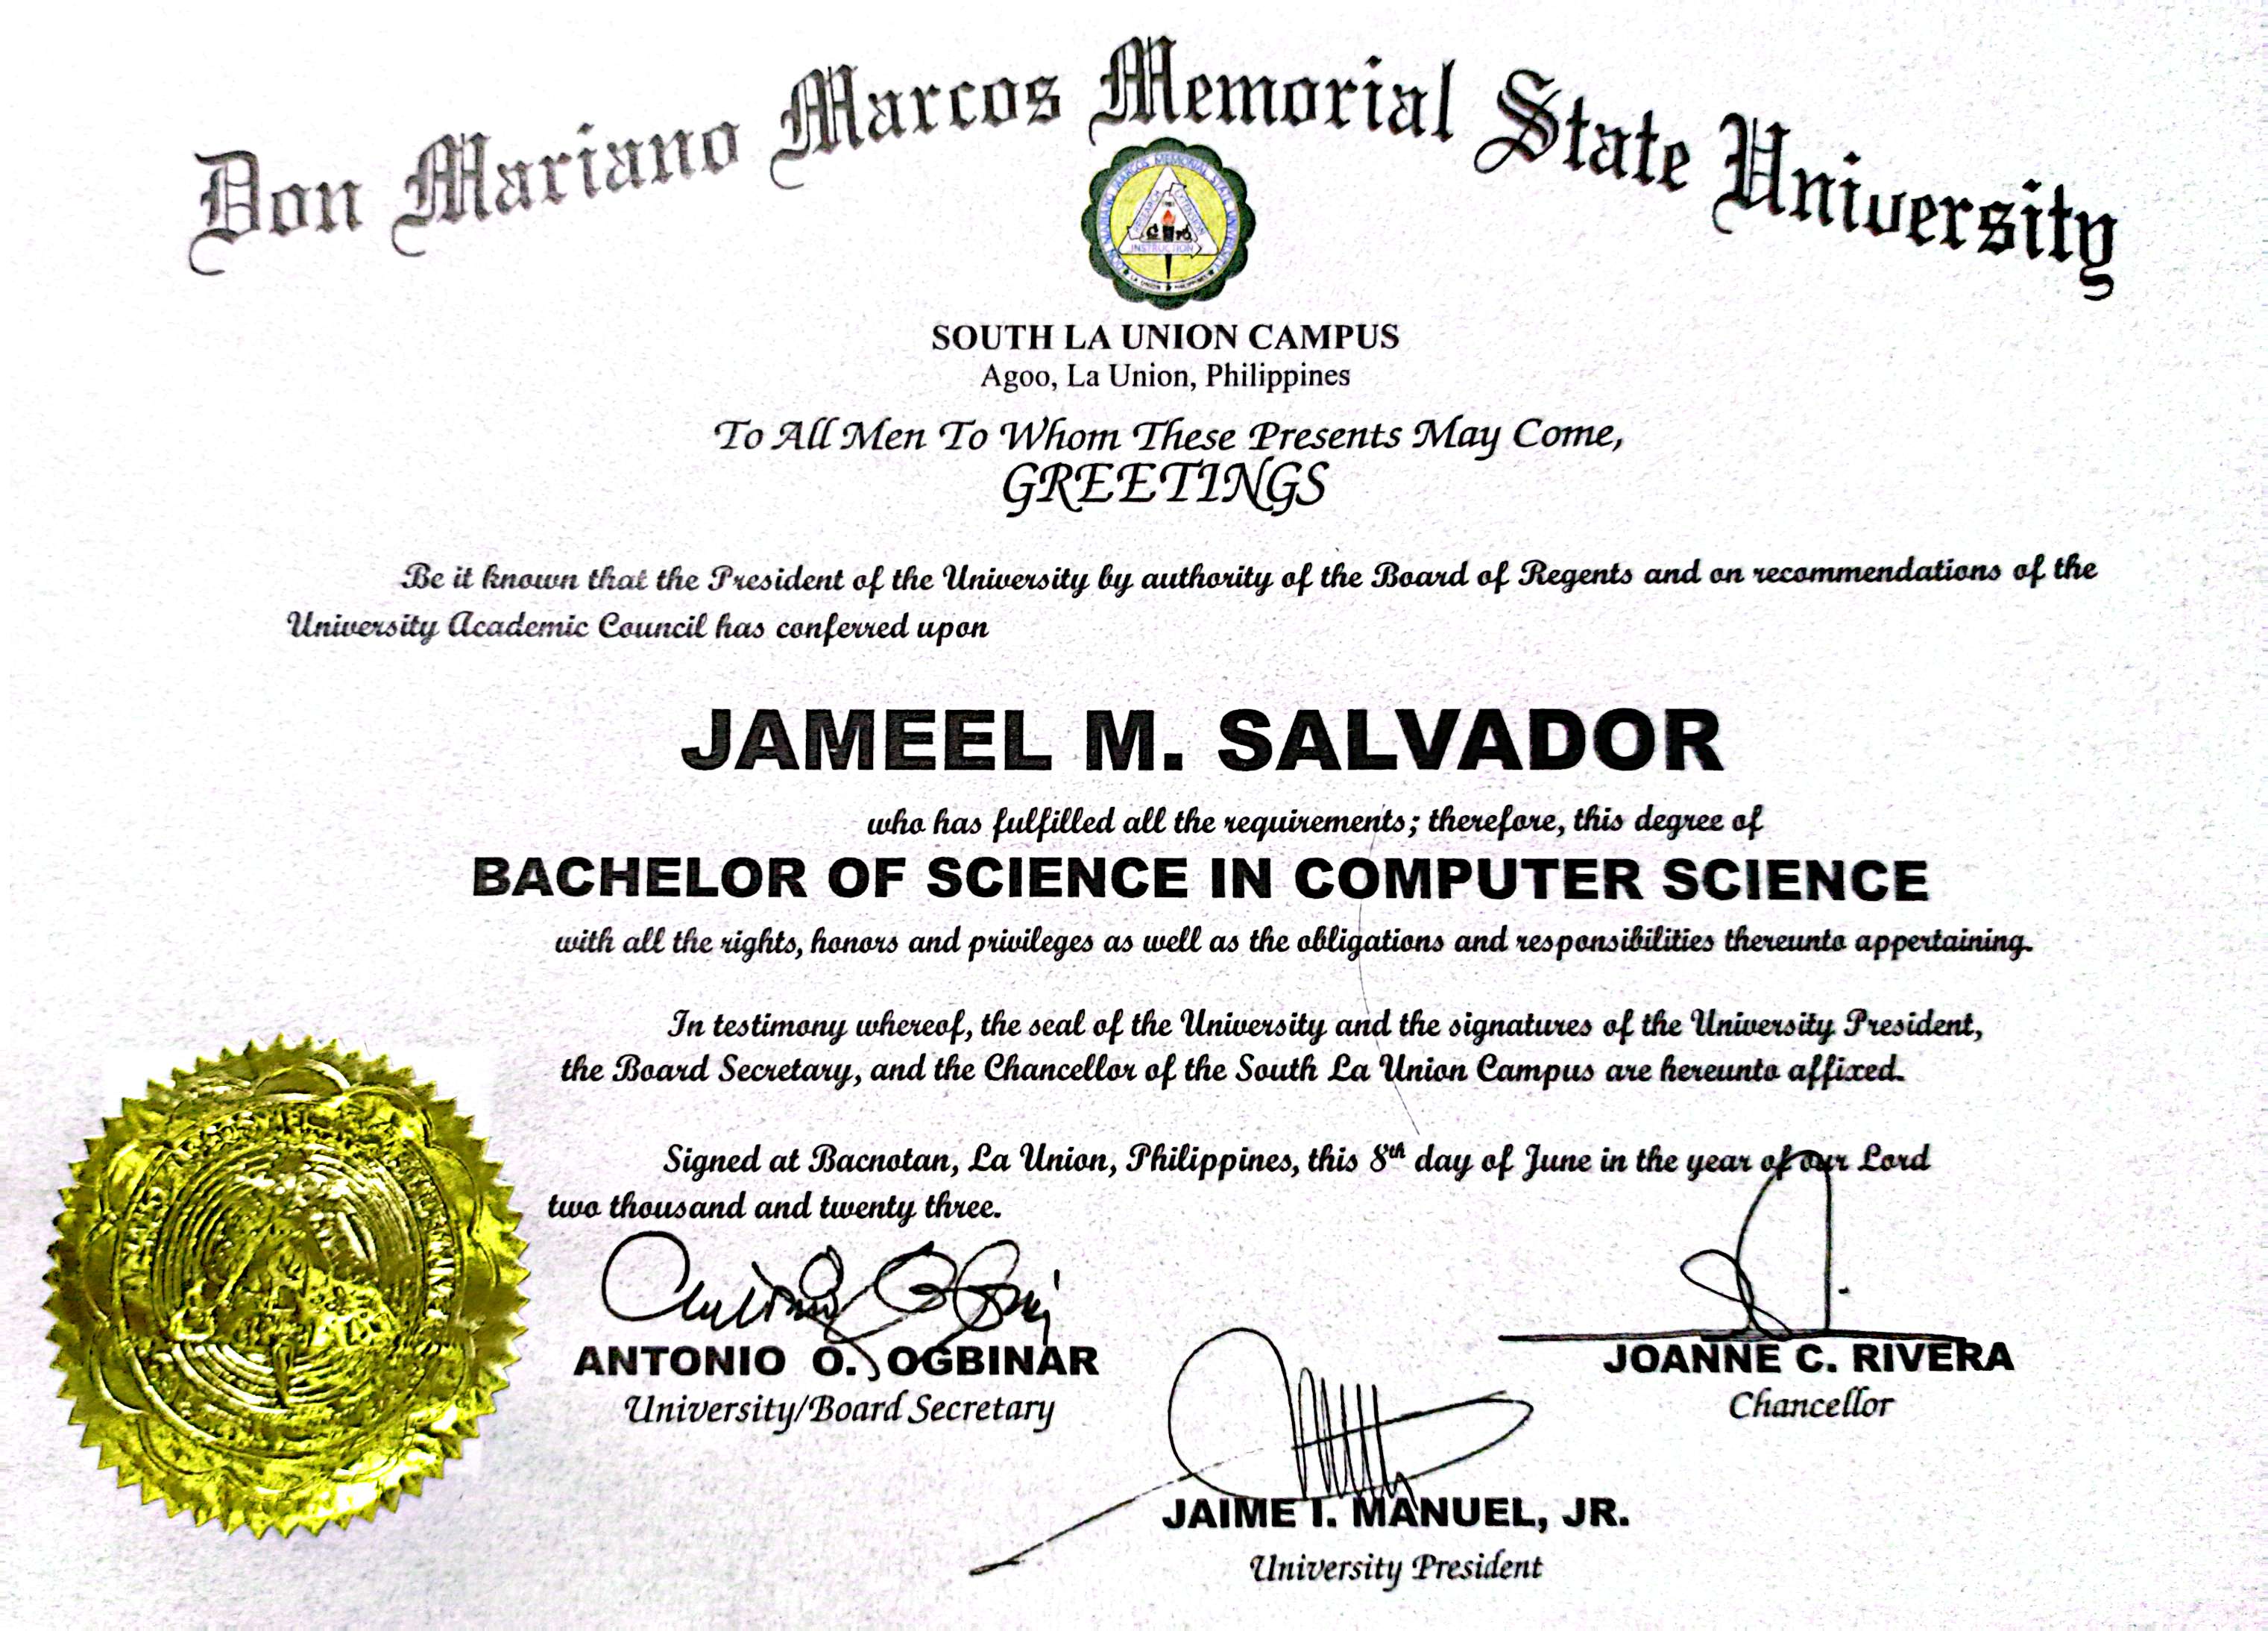 Don Mariano Marcos Memorial State University
DON MARIANO MARCOS MEMORIAL STATE UNIVERSITY
RESEARCH EXTENSION
1981
INSTRUCTION
LA UNION PHILIPPINES
SOUTH LA UNION CAMPUS
Agoo, La Union, Philippines
To All Men To Whom These Presents May Come,
GREETINGS
Be it known that the President of the University by authority of the Board of Regents and on recommendations of the
University Academic Council has conferred upon
JAMEEL M. SALVADOR
who has fulfilled all the requirements; therefore, this degree of
BACHELOR OF SCIENCE IN COMPUTER SCIENCE
with all the rights, honors and privileges as well as the obligations and responsibilities thereunto appertaining.
In testimony whereof, the seal of the University and the signatures of the University President,
the Board Secretary, and the Chancellor of the South La Union Campus are hereunto affixed.
Signed at Bacnotan, La Union, Philippines, this 8th day of June in the year of our Lord
two thousand and twenty three.
ANTONIO O. OGBINAR
University/Board Secretary
JOANNE C. RIVERA
Chancellor
JAIME I. MANUEL, JR.
University President